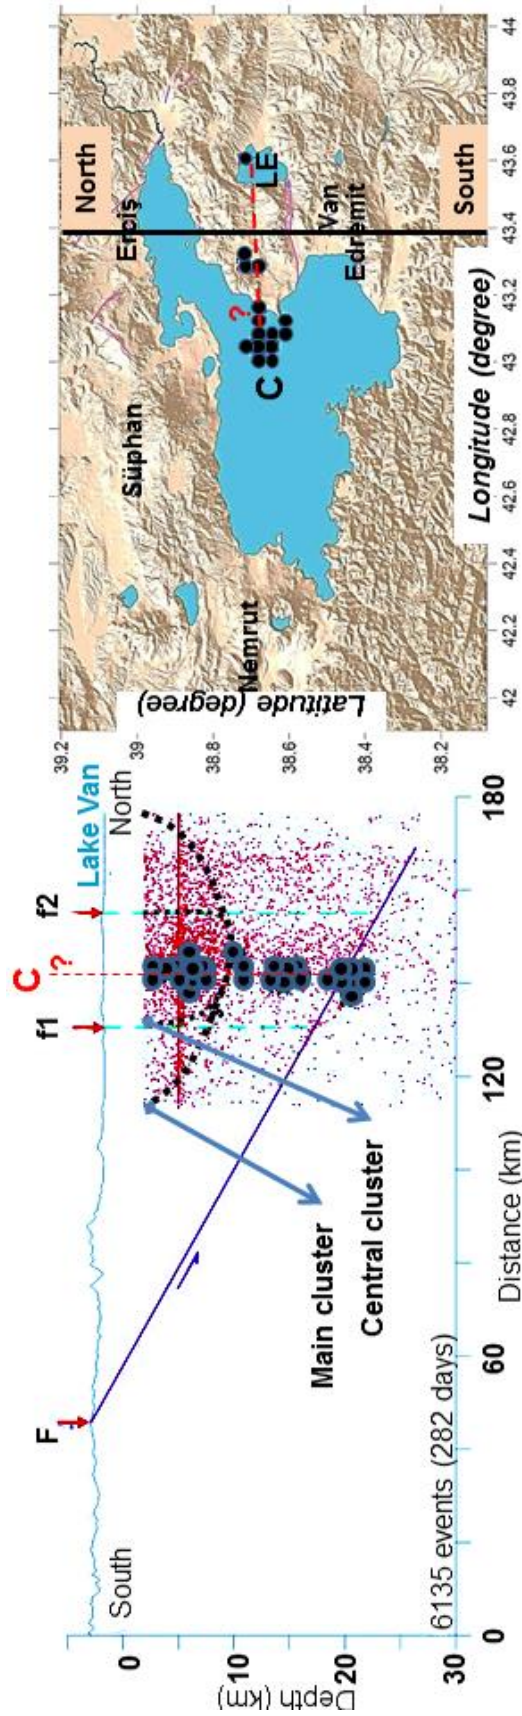 39.2
39
38.8
38.6
38.4
38.2
Latitude (degree)
42
42.2
42.4
42.6
42.8
43
43.2
43.4
43.6
43.8
44
Longitude (degree)
North
South
Erciş
Süphan
Nemrut
Van
Edremit
LE
C
?
F
f1
C
?
f2
Lake Van
South
North
0
10
20
30
Depth (km)
Main cluster
Central cluster
6135 events (282 days)
0
60
120
180
Distance (km)